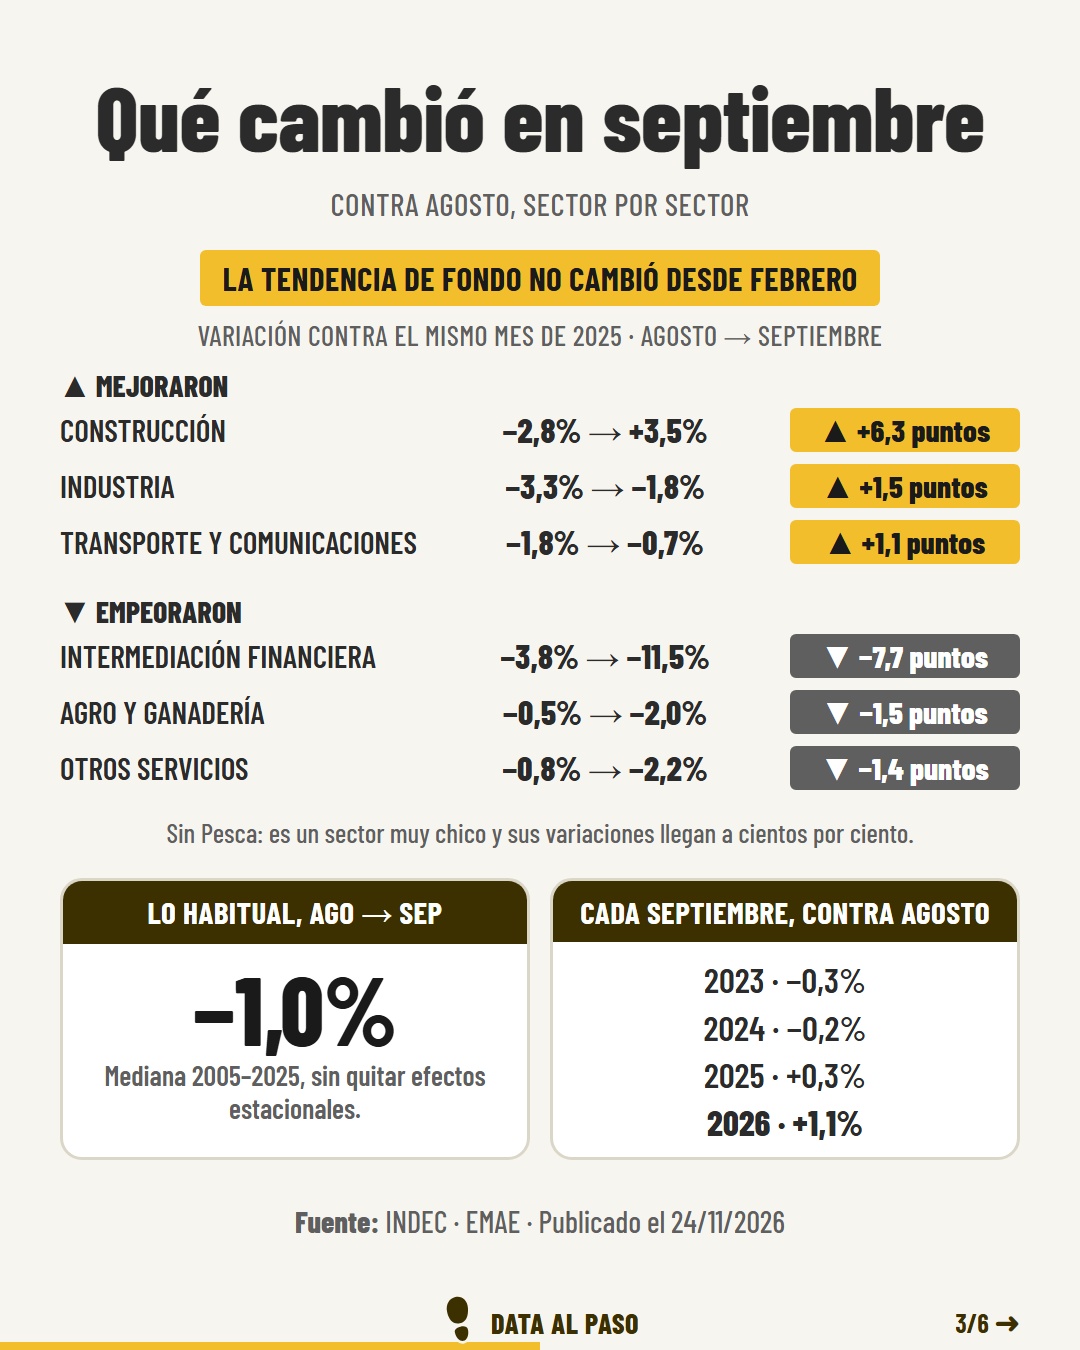 Qué cambió en septiembre
CONTRA AGOSTO, SECTOR POR SECTOR
LA TENDENCIA DE FONDO NO CAMBIÓ DESDE FEBRERO
VARIACIÓN CONTRA EL MISMO MES DE 2025 · AGOSTO → SEPTIEMBRE
▲ MEJORARON
CONSTRUCCIÓN −2,8% → +3,5% ▲ +6,3 puntos
INDUSTRIA −3,3% → −1,8% ▲ +1,5 puntos
TRANSPORTE Y COMUNICACIONES −1,8% → −0,7% ▲ +1,1 puntos
▼ EMPEORARON
INTERMEDIACIÓN FINANCIERA −3,8% → −11,5% ▼ −7,7 puntos
AGRO Y GANADERÍA −0,5% → −2,0% ▼ −1,5 puntos
OTROS SERVICIOS −0,8% → −2,2% ▼ −1,4 puntos
Sin Pesca: es un sector muy chico y sus variaciones llegan a cientos por ciento.
LO HABITUAL, AGO → SEP
−1,0%
Mediana 2005–2025, sin quitar efectos
estacionales.
CADA SEPTIEMBRE, CONTRA AGOSTO
2023 · −0,3%
2024 · −0,2%
2025 · +0,3%
2026 · +1,1%
Fuente: INDEC · EMAE · Publicado el 24/11/2026
DATA AL PASO
3/6 →